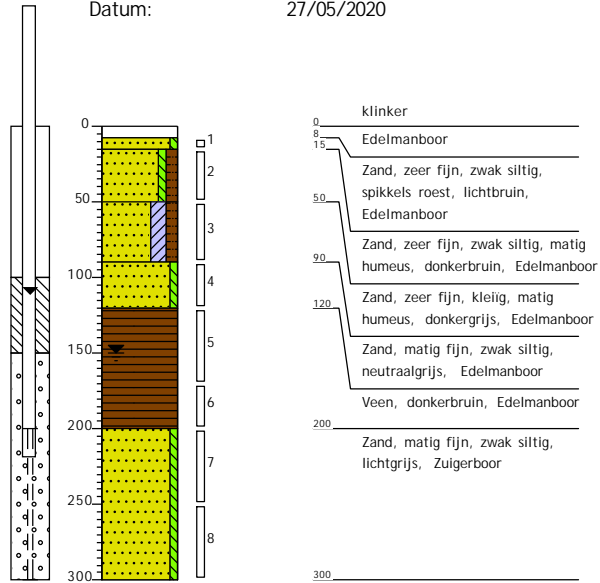 Datum: 27/05/2020
0
50
100
150
200
250
300
1
2
3
4
5
6
7
8
0
klinker
8
Edelmanboor
15
Zand, zeer fijn, zwak siltig,
spikkels roest, lichtbruin,
Edelmanboor
50
Zand, zeer fijn, zwak siltig, matig
humeus, donkerbruin, Edelmanboor
90
Zand, zeer fijn, kleiïg, matig
humeus, donkergrijs, Edelmanboor
120
Zand, matig fijn, zwak siltig,
neutraalgrijs, Edelmanboor
Veen, donkerbruin, Edelmanboor
200
Zand, matig fijn, zwak siltig,
lichtgrijs, Zuigerboor
300